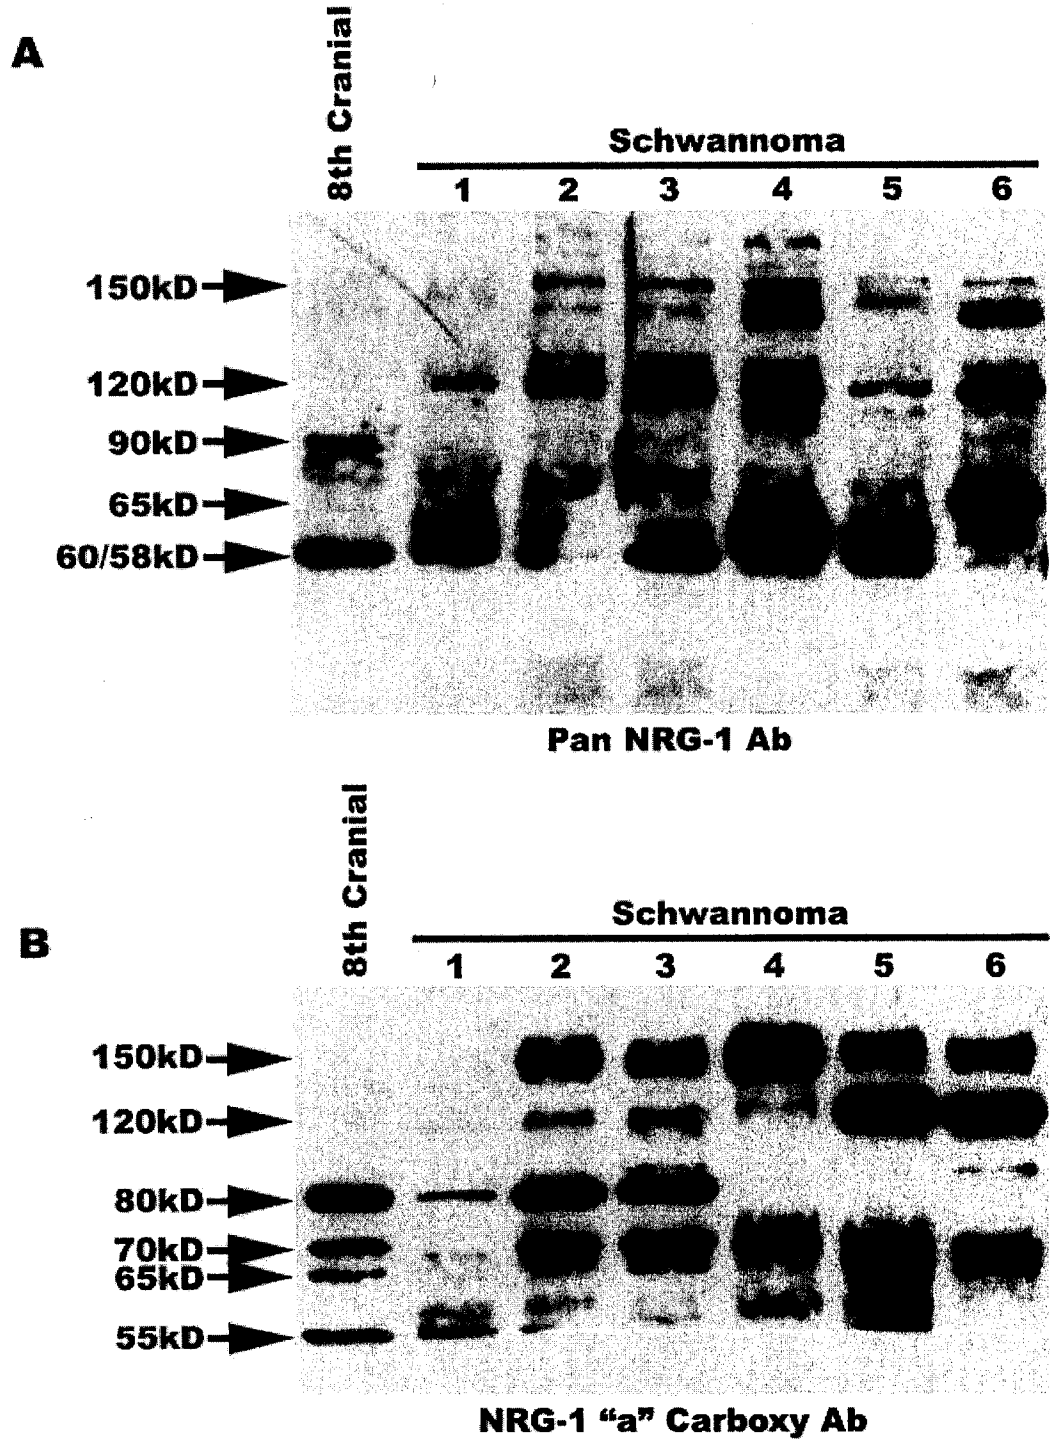 A
8th Cranial
Schwannoma
1 2 3 4 5 6
150kD
120kD
90kD
65kD
60/58kD
Pan NRG-1 Ab
B
8th Cranial
Schwannoma
1 2 3 4 5 6
150kD
120kD
80kD
70kD
65kD
55kD
NRG-1 “a” Carboxy Ab